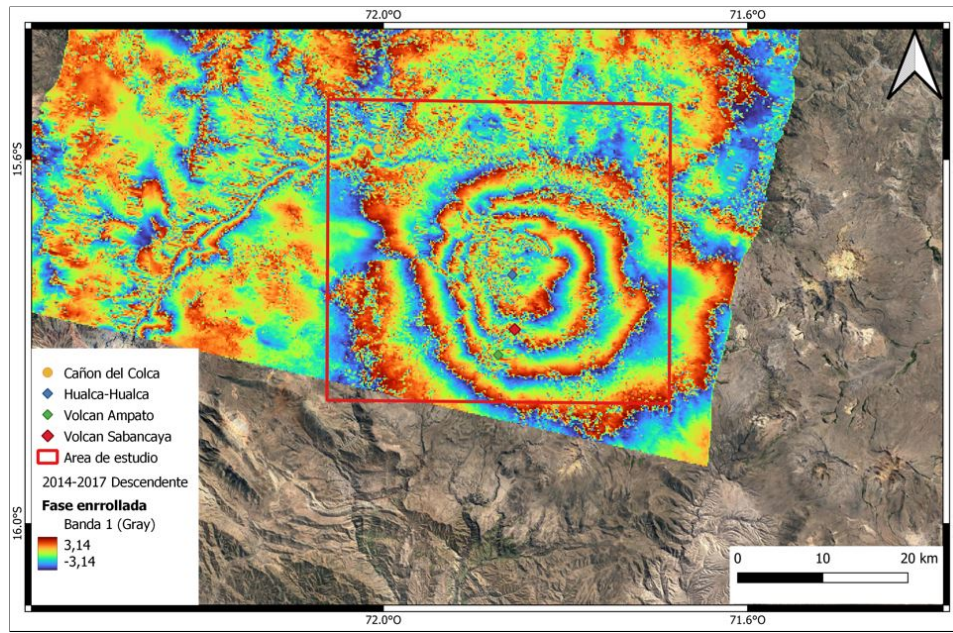 72.0°O 71.6°O
15.6°S
16.0°S
Cañon del Colca
Hualca-Hualca
Volcan Ampato
Volcan Sabancaya
Area de estudio
2014-2017 Descendente
Fase enrrollada
Banda 1 (Gray)
3,14
-3,14
0 10 20 km
72.0°O 71.6°O